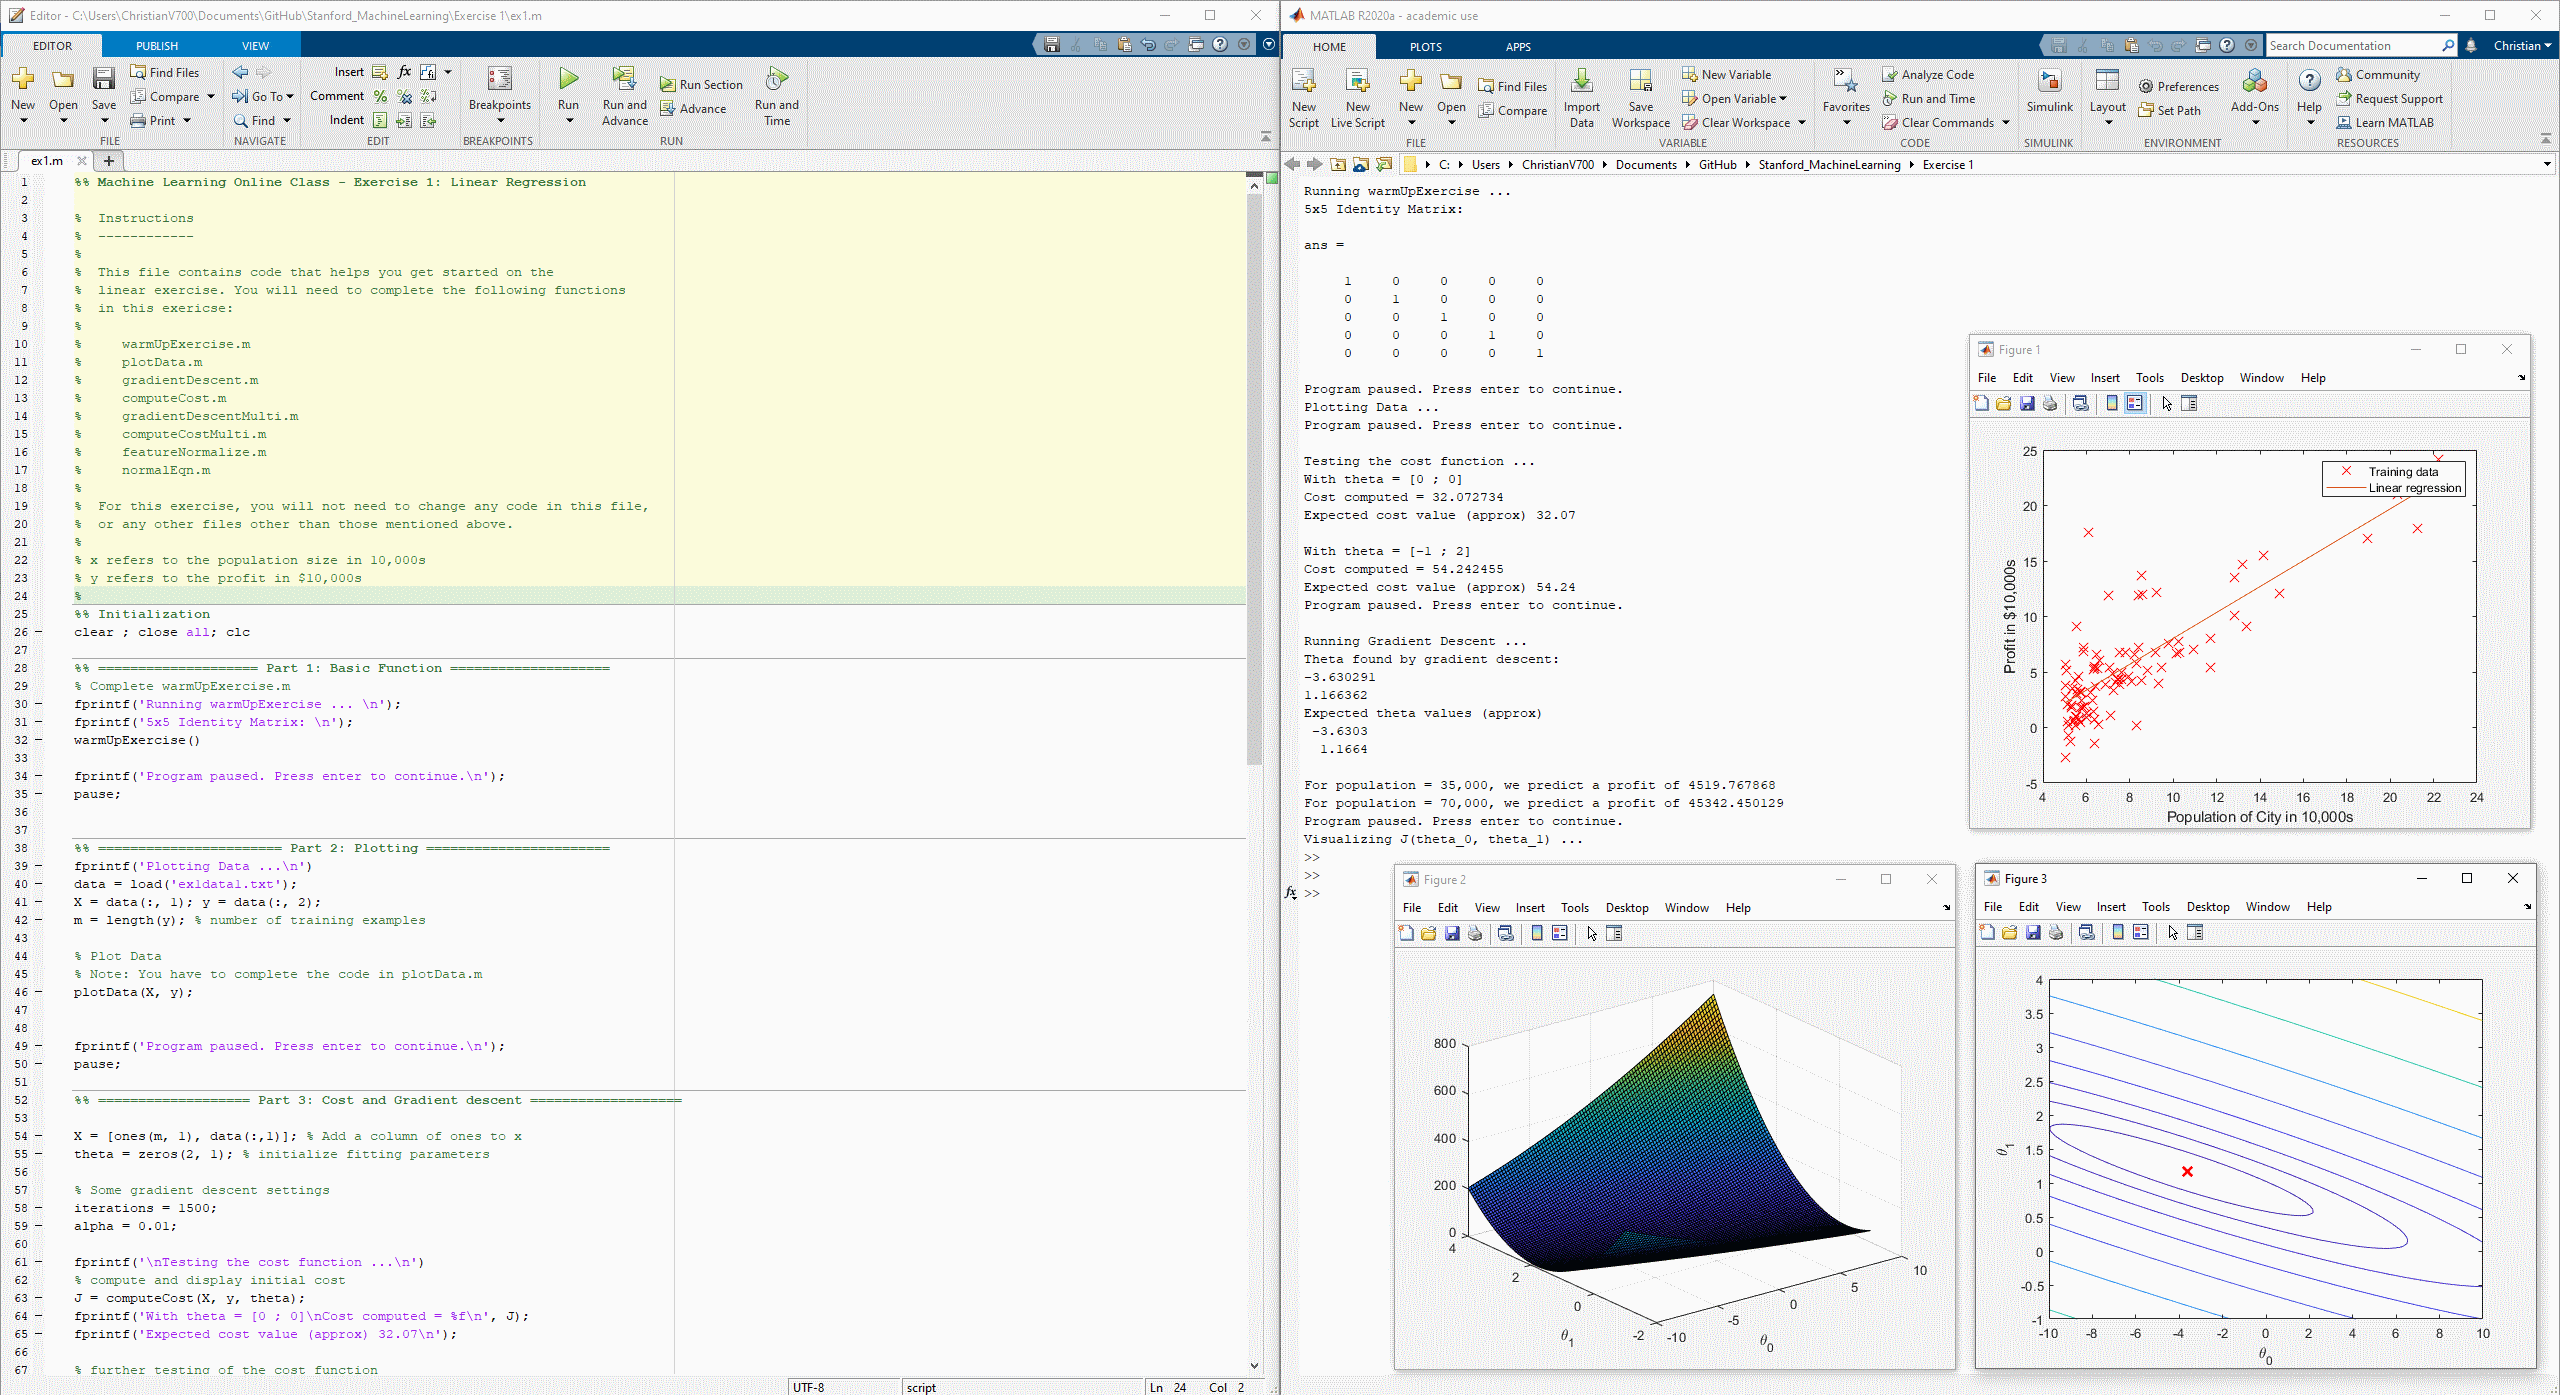 Editor - C:\Users\ChristianV700\Documents\GitHub\Stanford_MachineLearning\Exercise 1\ex1.m
EDITOR PUBLISH VIEW
New Open Save
Find Files
Compare
Print
FILE
Go To
Find
NAVIGATE
Insert fx
Comment
Indent
EDIT
Breakpoints
BREAKPOINTS
Run
Run and Advance
Run Section
Advance
Run and Time
RUN
ex1.m
1 %% Machine Learning Online Class - Exercise 1: Linear Regression
2
3 %  Instructions
4 %  ------------
5 %
6 %  This file contains code that helps you get started on the
7 %  linear exercise. You will need to complete the following functions
8 %  in this exericse:
9 %
10 %     warmUpExercise.m
11 %     plotData.m
12 %     gradientDescent.m
13 %     computeCost.m
14 %     gradientDescentMulti.m
15 %     computeCostMulti.m
16 %     featureNormalize.m
17 %     normalEqn.m
18 %
19 %  For this exercise, you will not need to change any code in this file,
20 %  or any other files other than those mentioned above.
21 %
22 % x refers to the population size in 10,000s
23 % y refers to the profit in $10,000s
24 %
25 %% Initialization
26 clear ; close all; clc
27
28 %% ==================== Part 1: Basic Function ====================
29 % Complete warmUpExercise.m
30 fprintf('Running warmUpExercise ... \n');
31 fprintf('5x5 Identity Matrix: \n');
32 warmUpExercise()
33
34 fprintf('Program paused. Press enter to continue.\n');
35 pause;
36
37
38 %% ======================= Part 2: Plotting =======================
39 fprintf('Plotting Data ...\n')
40 data = load('ex1data1.txt');
41 X = data(:, 1); y = data(:, 2);
42 m = length(y); % number of training examples
43
44 % Plot Data
45 % Note: You have to complete the code in plotData.m
46 plotData(X, y);
47
48
49 fprintf('Program paused. Press enter to continue.\n');
50 pause;
51
52 %% =================== Part 3: Cost and Gradient descent ===================
53
54 X = [ones(m, 1), data(:,1)]; % Add a column of ones to x
55 theta = zeros(2, 1); % initialize fitting parameters
56
57 % Some gradient descent settings
58 iterations = 1500;
59 alpha = 0.01;
60
61 fprintf('\nTesting the cost function ...\n')
62 % compute and display initial cost
63 J = computeCost(X, y, theta);
64 fprintf('With theta = [0 ; 0]\nCost computed = %f\n', J);
65 fprintf('Expected cost value (approx) 32.07\n');
66
67 % further testing of the cost function
UTF-8 script Ln 24 Col 2
MATLAB R2020a - academic use
HOME PLOTS APPS
Search Documentation
Christian
New Script
New Live Script
New
Open
Find Files
Compare
FILE
Import Data
Save Workspace
New Variable
Open Variable
Clear Workspace
VARIABLE
Favorites
Analyze Code
Run and Time
Clear Commands
CODE
Simulink
SIMULINK
Layout
Preferences
Set Path
Add-Ons
ENVIRONMENT
Help
Community
Request Support
Learn MATLAB
RESOURCES
C: Users ChristianV700 Documents GitHub Stanford_MachineLearning Exercise 1
Running warmUpExercise ...
5x5 Identity Matrix:
ans =
1 0 0 0 0
0 1 0 0 0
0 0 1 0 0
0 0 0 1 0
0 0 0 0 1
Program paused. Press enter to continue.
Plotting Data ...
Program paused. Press enter to continue.
Testing the cost function ...
With theta = [0 ; 0]
Cost computed = 32.072734
Expected cost value (approx) 32.07
With theta = [-1 ; 2]
Cost computed = 54.242455
Expected cost value (approx) 54.24
Program paused. Press enter to continue.
Running Gradient Descent ...
Theta found by gradient descent:
-3.630291
1.166362
Expected theta values (approx)
-3.6303
1.1664
For population = 35,000, we predict a profit of 4519.767868
For population = 70,000, we predict a profit of 45342.450129
Program paused. Press enter to continue.
Visualizing J(theta_0, theta_1) ...
>>
>>
fx >>
Figure 1
File Edit View Insert Tools Desktop Window Help
Training data
Linear regression
25
20
15
10
5
0
-5
4 6 8 10 12 14 16 18 20 22 24
Profit in $10,000s
Population of City in 10,000s
Figure 2
File Edit View Insert Tools Desktop Window Help
800
600
400
200
0
4
2
0
-2
-10
-5
0
5
10
θ1
θ0
Figure 3
File Edit View Insert Tools Desktop Window Help
4
3.5
3
2.5
2
1.5
1
0.5
0
-0.5
-1
-10 -8 -6 -4 -2 0 2 4 6 8 10
θ1
θ0